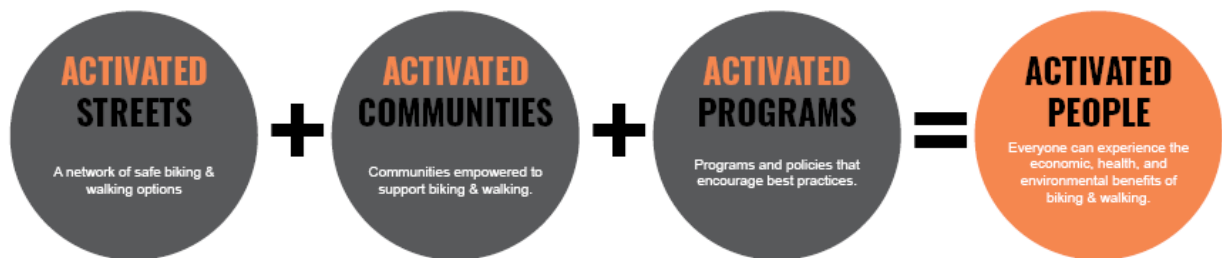 ACTIVATED
STREETS
A network of safe biking &
walking options
+
ACTIVATED
COMMUNITIES
Communities empowered to
support biking & walking.
+
ACTIVATED
PROGRAMS
Programs and policies that
encourage best practices.
=
ACTIVATED
PEOPLE
Everyone can experience the
economic, health, and
environmental benefits of
biking & walking.